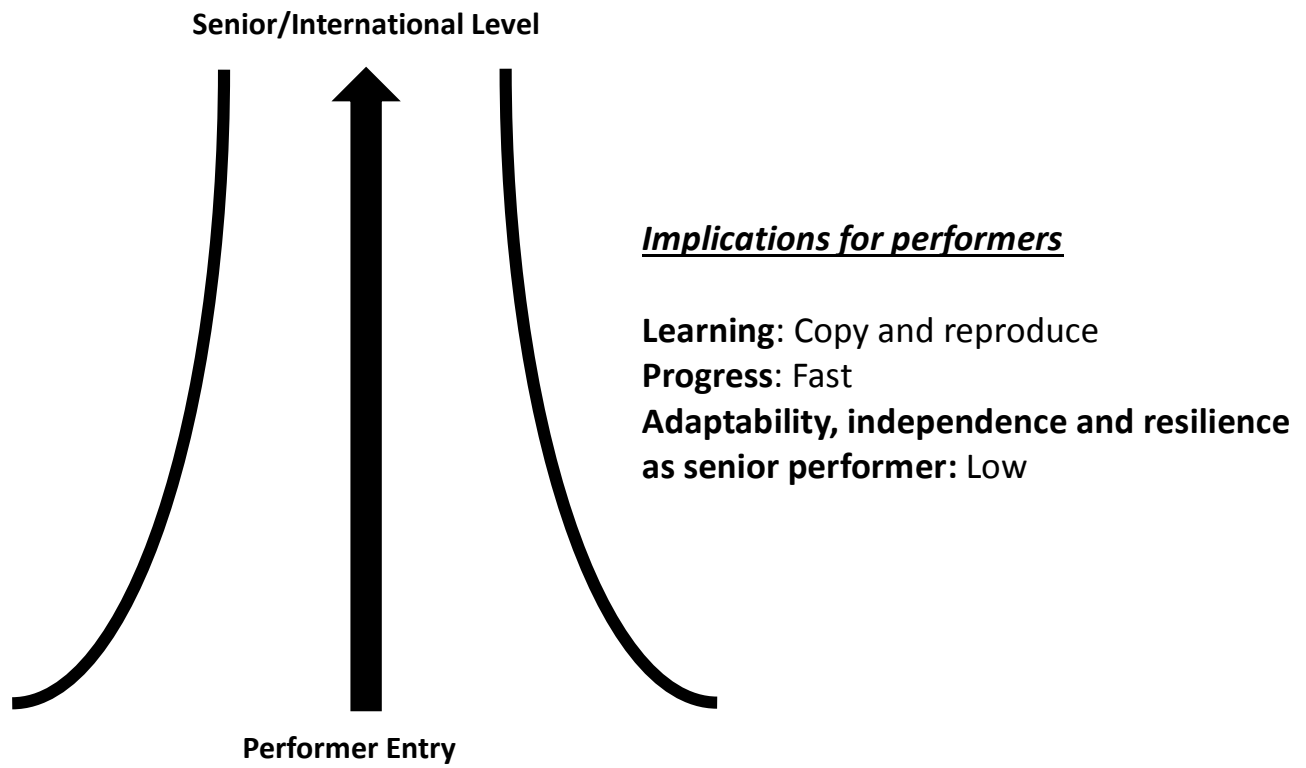 Senior/International Level
Implications for performers
Learning: Copy and reproduce
Progress: Fast
Adaptability, independence and resilience
as senior performer: Low
Performer Entry